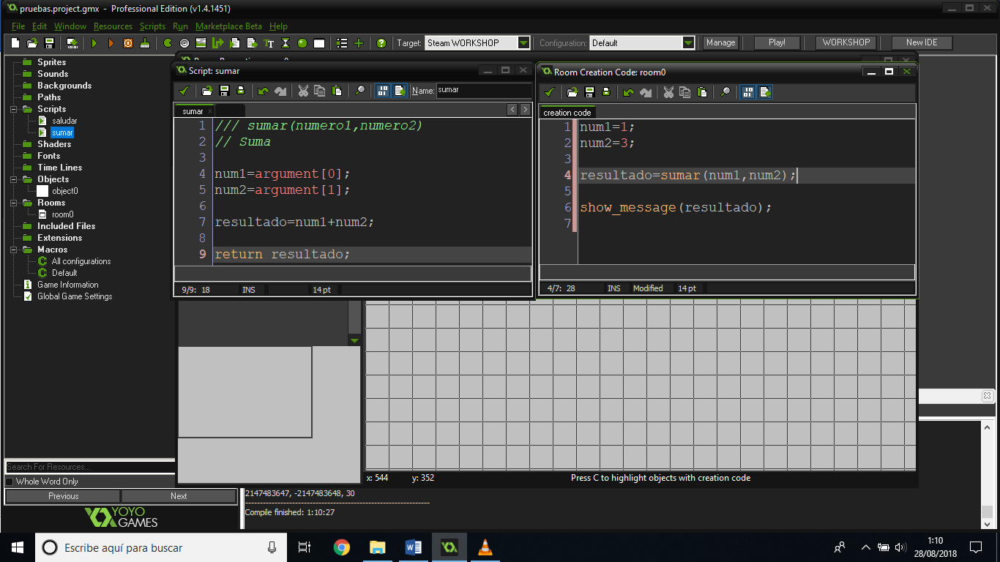 pruebas.project.gmx - Professional Edition (v1.4.1451)
File Edit Window Resources Scripts Run Marketplace Beta Help
Target: Steam WORKSHOP Configuration: Default Manage Play! WORKSHOP New IDE
Sprites
Sounds
Backgrounds
Paths
Scripts
saludar
sumar
Shaders
Fonts
Time Lines
Objects
object0
Rooms
room0
Included Files
Extensions
Macros
All configurations
Default
Game Information
Global Game Settings
Search For Resources...
Whole Word Only
Previous Next
YOYO
GAMES
Script: sumar
Name: sumar
sumar
1 /// sumar(numero1,numero2)
2 // Suma
3
4 num1=argument[0];
5 num2=argument[1];
6
7 resultado=num1+num2;
8
9 return resultado;
9/9: 18 INS 14 pt
Room Creation Code: room0
creation code
1 num1=1;
2 num2=3;
3
4 resultado=sumar(num1,num2);
5
6 show_message(resultado);
7
4/7: 28 INS Modified 14 pt
x: 544 y: 352 Press C to highlight objects with creation code
2147483647, -2147483648, 30
Compile finished: 1:10:27
Escribe aquí para buscar
1:10
28/08/2018